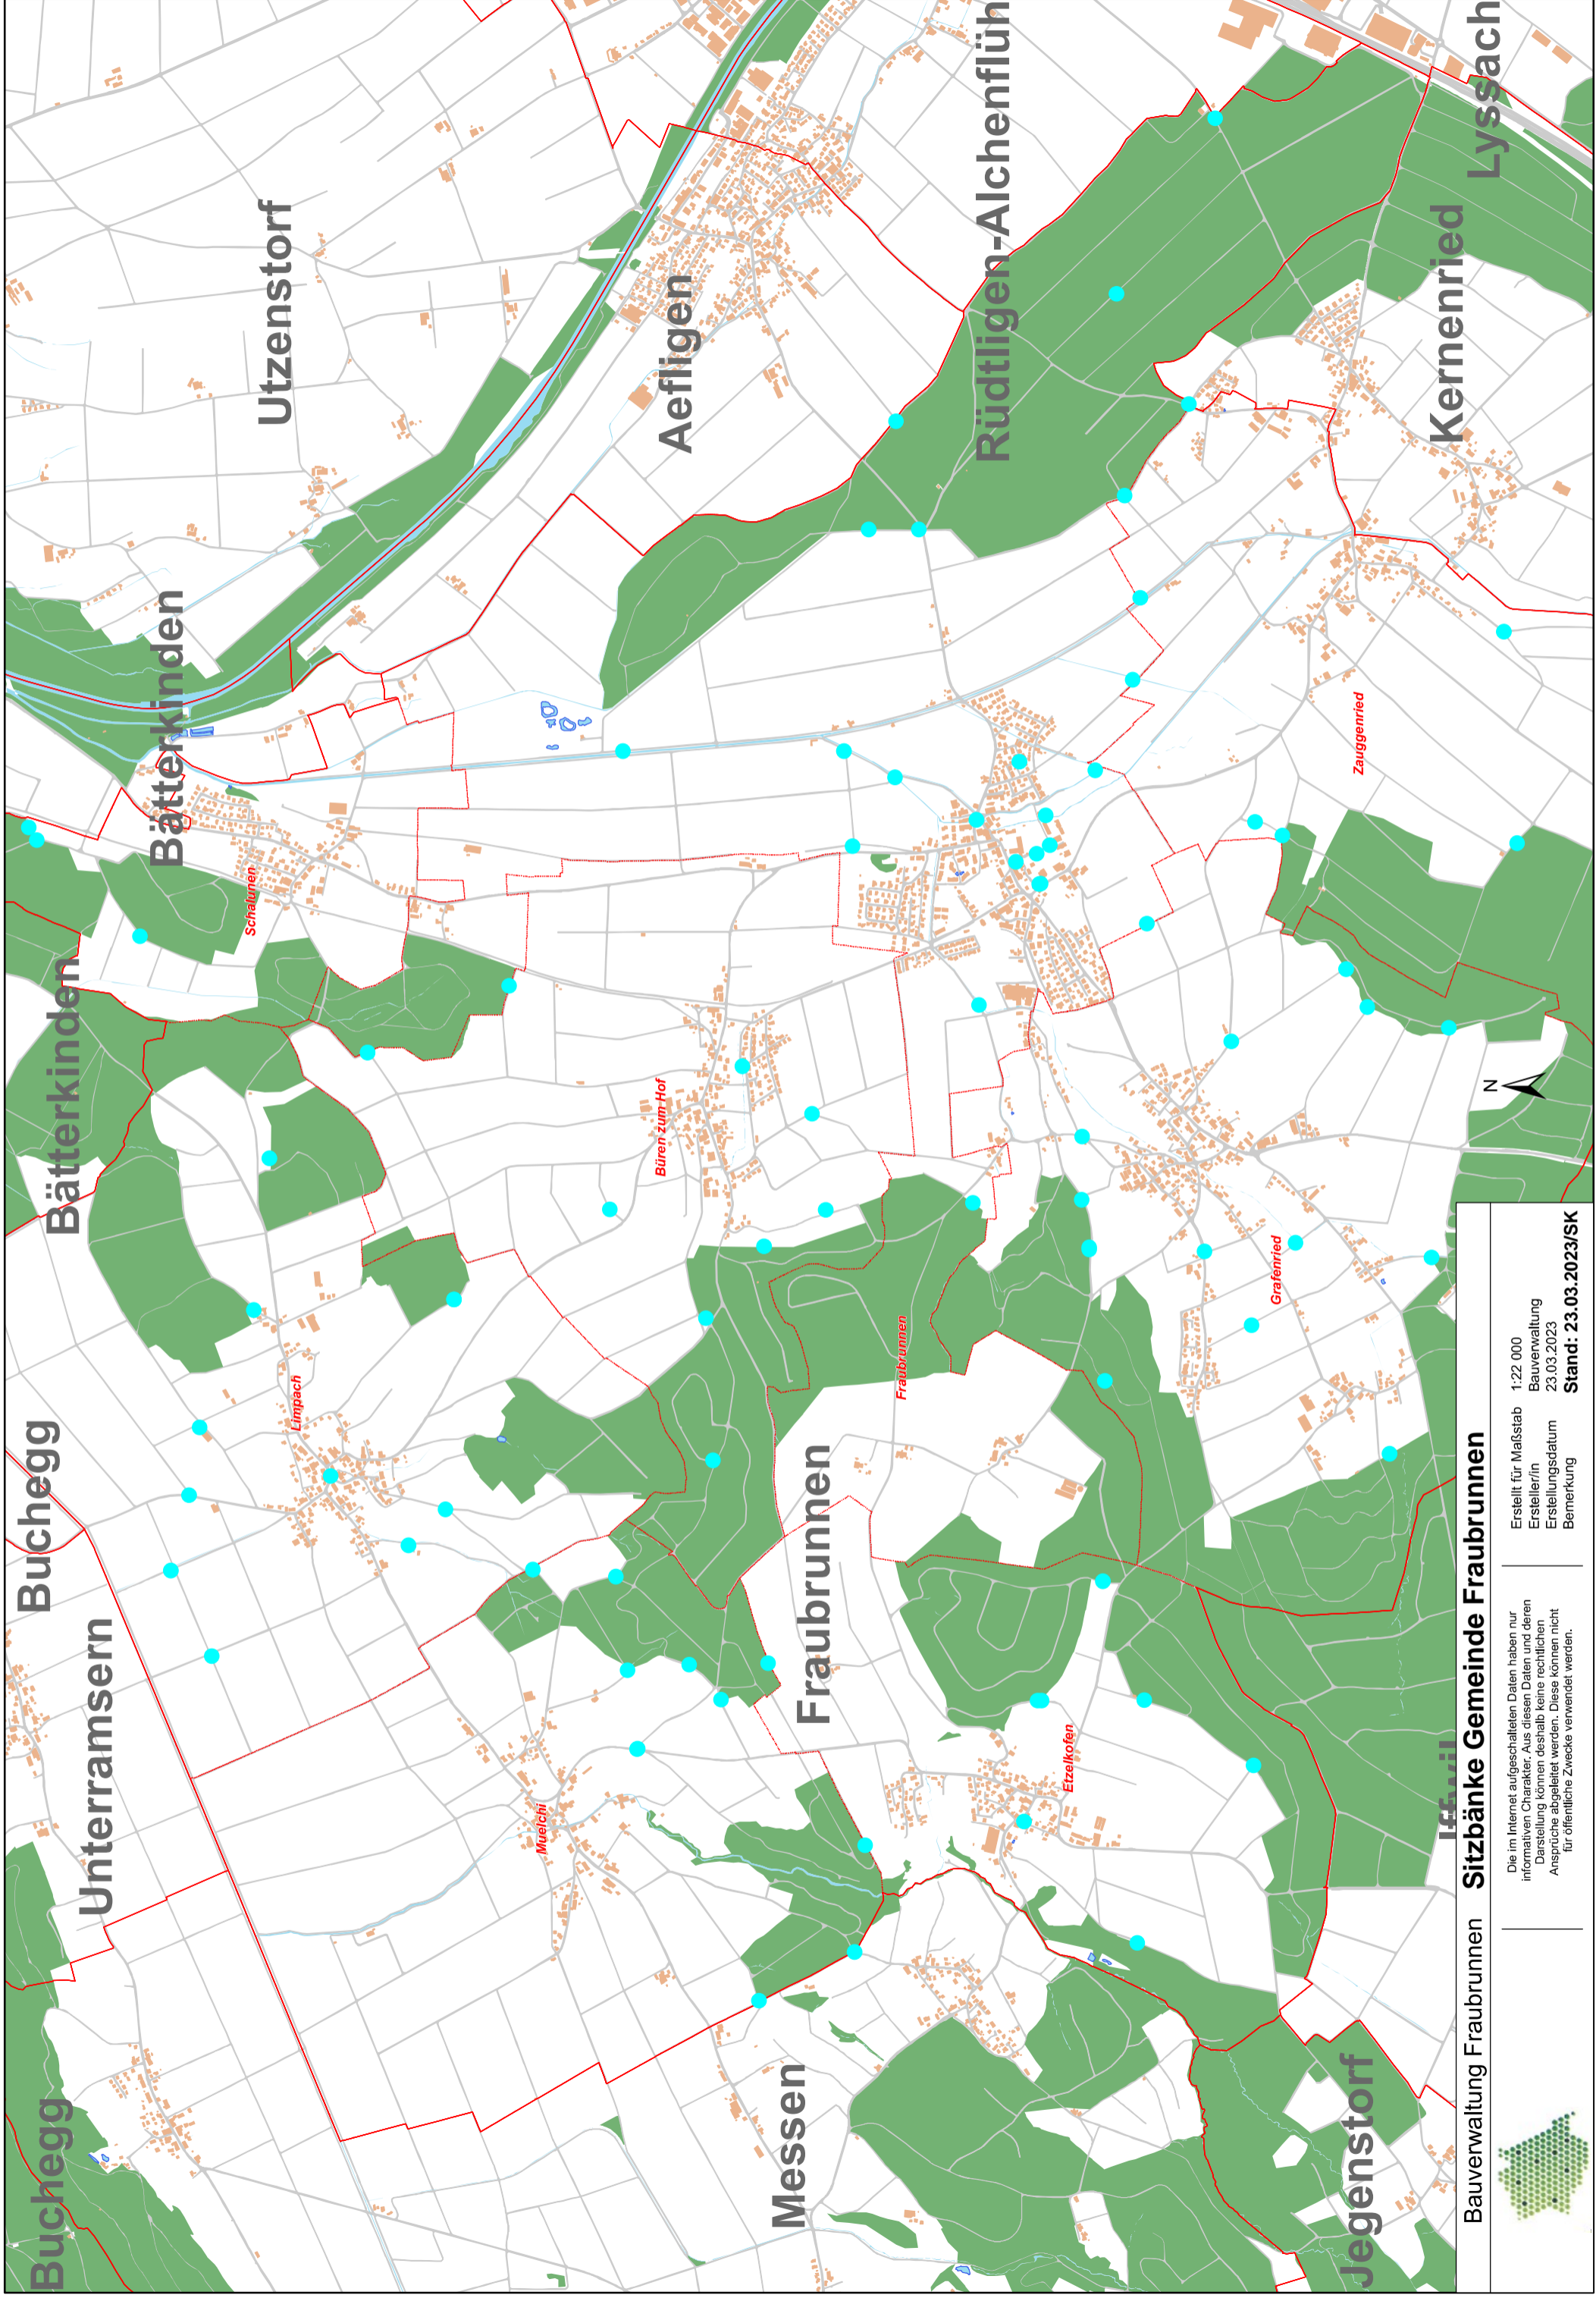 Buchegg
Unterramsern
Buchegg
Bätterkinden
Bätterkinden
Utzenstorf
Schalunen
Limpach
Muelchi
Büren zum Hof
Aefligen
Messen
Fraubrunnen
Fraubrunnen
Rüdtligen-Alchenflüh
Etzelkofen
Grafenried
Zauggenried
Jegenstorf
Iffwil
Kernenried
Lyssach
N
Bauverwaltung Fraubrunnen
Sitzbänke Gemeinde Fraubrunnen
Die im Internet aufgeschalteten Daten haben nur
informativen Charakter. Aus diesen Daten und deren
Darstellung können deshalb keine rechtlichen
Ansprüche abgeleitet werden. Diese können nicht
für öffentliche Zwecke verwendet werden.
Erstellt für Maßstab 1:22 000
Ersteller/in Bauverwaltung
Erstellungsdatum 23.03.2023
Bemerkung Stand: 23.03.2023/SK